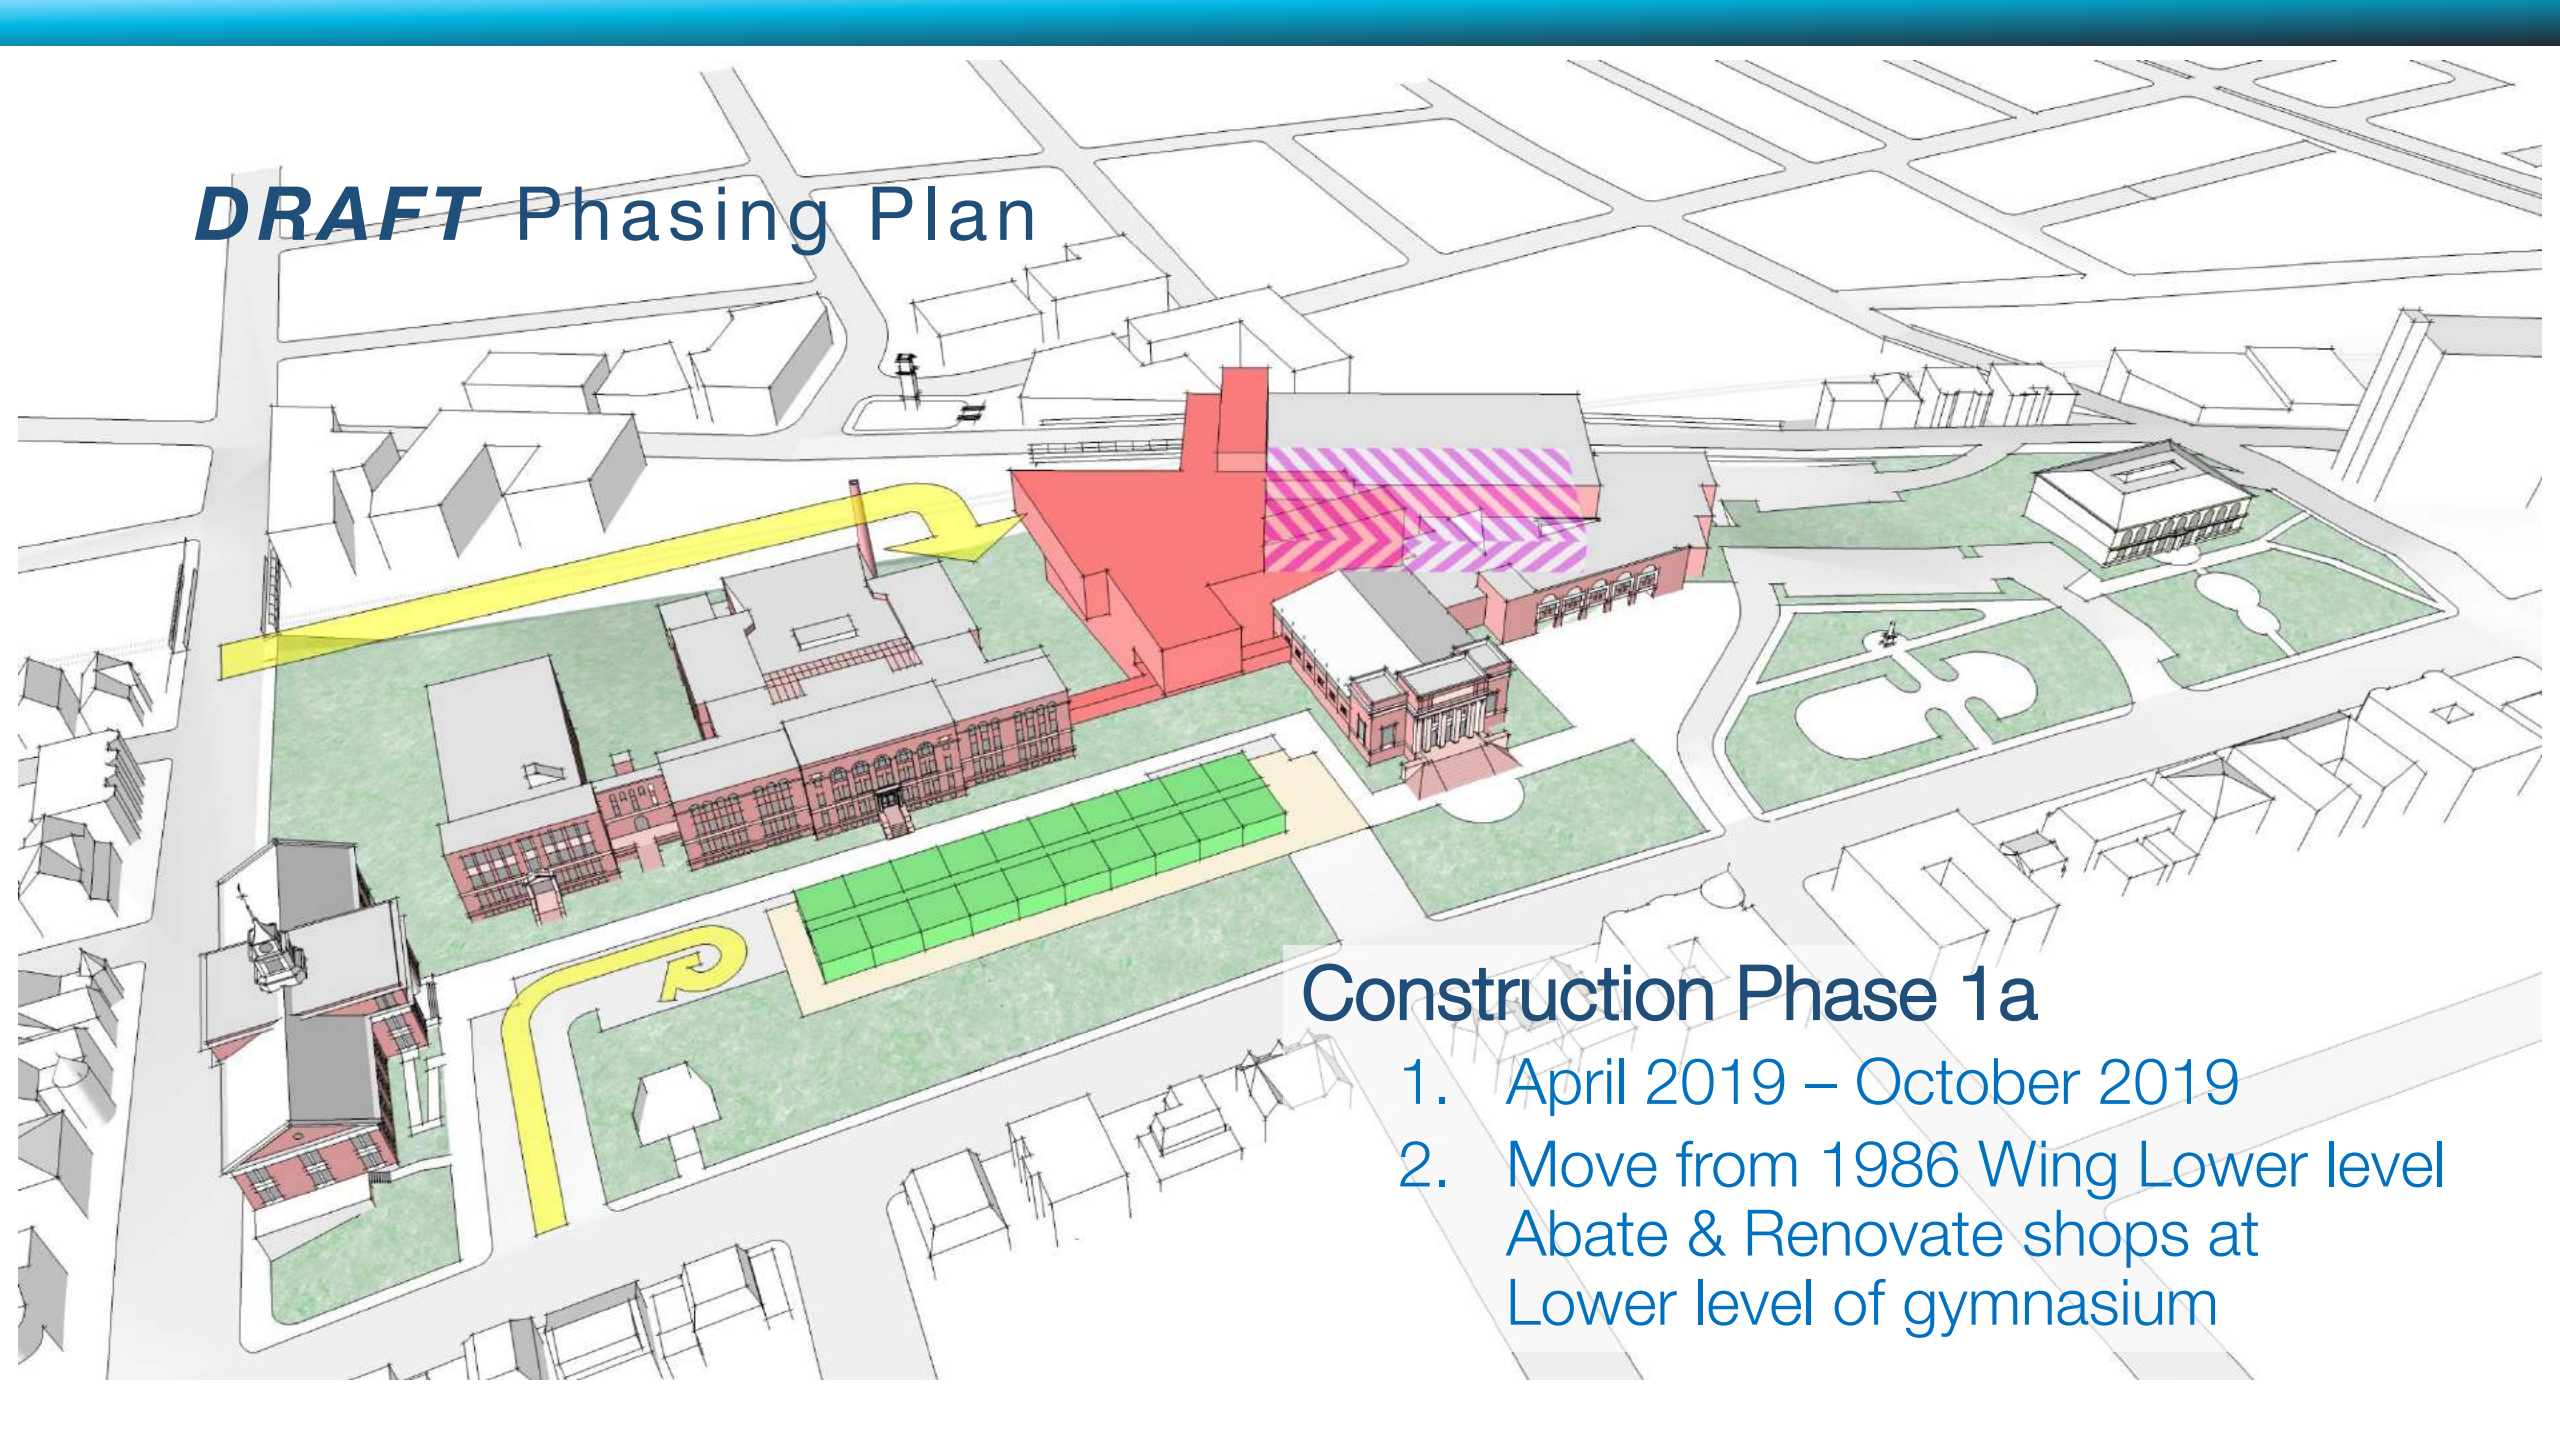 DRAFT Phasing Plan
Construction Phase 1a
1. April 2019 – October 2019
2. Move from 1986 Wing Lower level
Abate & Renovate shops at
Lower level of gymnasium